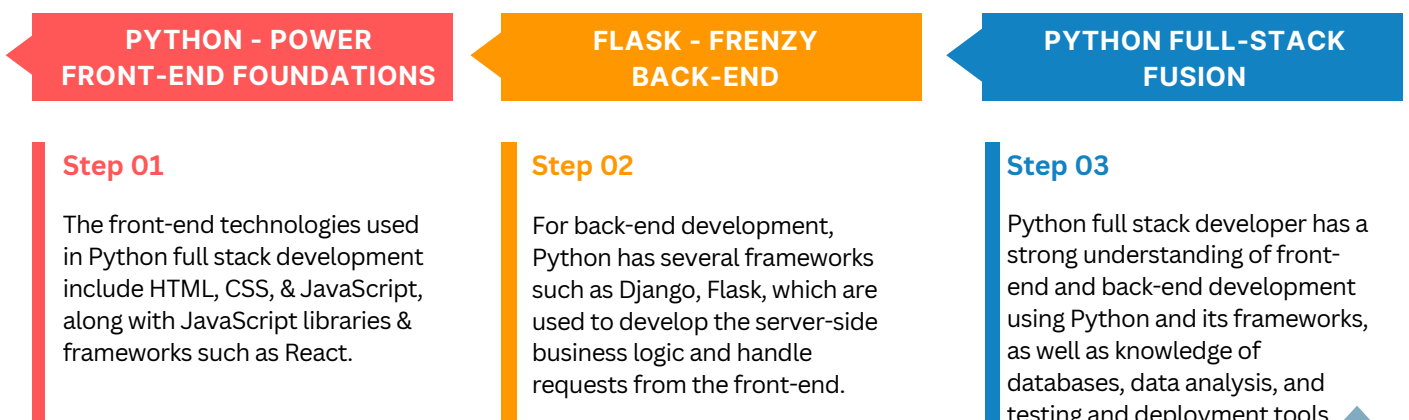 PYTHON - POWER
FRONT-END FOUNDATIONS
Step 01
The front-end technologies used
in Python full stack development
include HTML, CSS, & JavaScript,
along with JavaScript libraries &
frameworks such as React.
FLASK - FRENZY
BACK-END
Step 02
For back-end development,
Python has several frameworks
such as Django, Flask, which are
used to develop the server-side
business logic and handle
requests from the front-end.
PYTHON FULL-STACK
FUSION
Step 03
Python full stack developer has a
strong understanding of front-
end and back-end development
using Python and its frameworks,
as well as knowledge of
databases, data analysis, and
testing and deployment tools